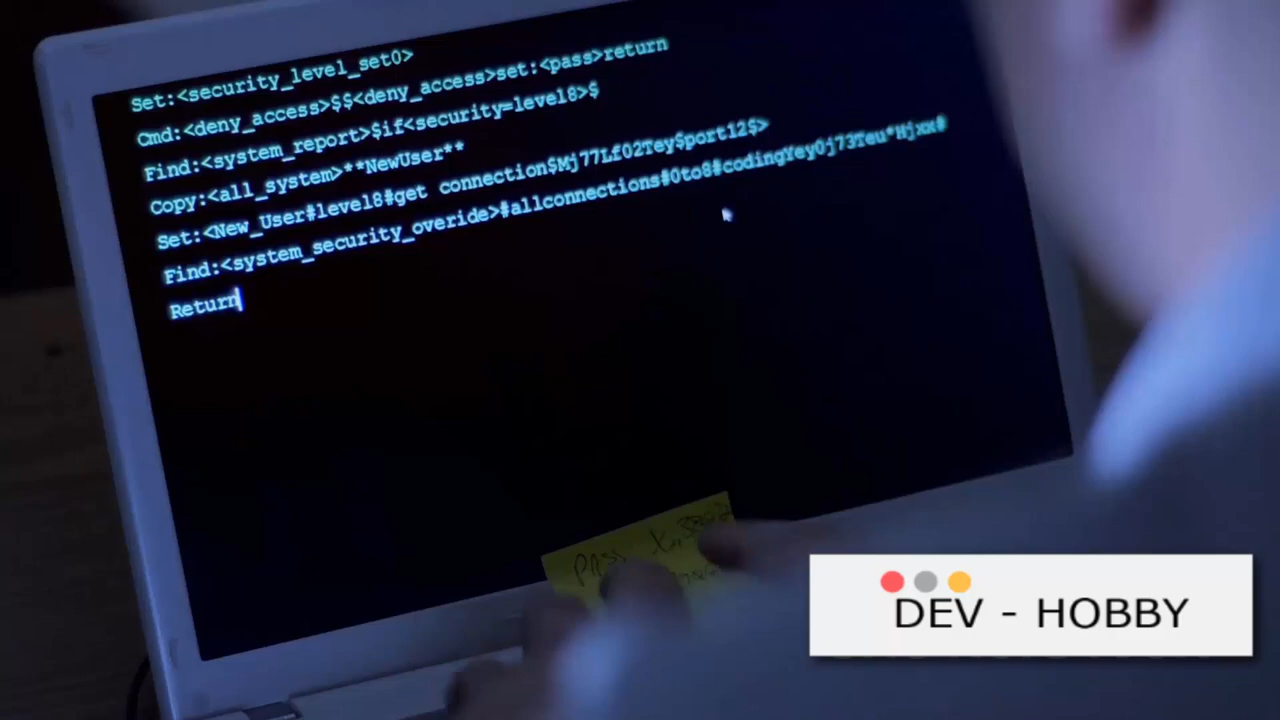 Set:<security_level_set0>
Cmd:<deny_access>$$<deny_access>set:<pass>return
Find:<system_report>$if<security=level8>$
Copy:<all_system>**NewUser**
Set:<New_User#level8#get connection$Mj77Lf02Tey$port12$>
Find:<system_security_overide>#allconnections#0to8#codingYey0j73Teu*Hjxx#
Return
PASS
DEV - HOBBY